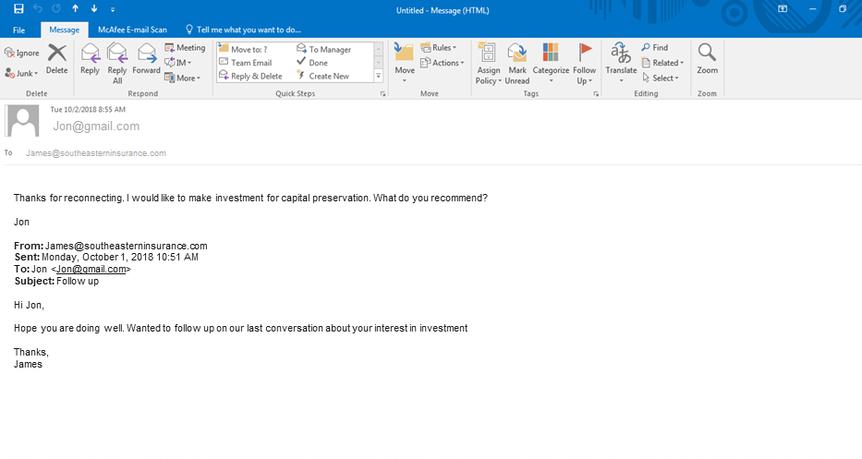 Untitled - Message (HTML)
File Message McAfee E-mail Scan Tell me what you want to do...
Ignore
Junk
Delete
Reply
Reply All
Forward
Meeting
IM
More
Move to: ?
Team Email
Reply & Delete
To Manager
Done
Create New
Move
Rules
Actions
Assign Policy
Mark Unread
Categorize
Follow Up
Translate
Find
Related
Select
Zoom
Delete Respond Quick Steps Move Tags Editing Zoom
Tue 10/2/2018 8:55 AM
Jon@gmail.com
To James@southeasterninsurance.com
Thanks for reconnecting. I would like to make investment for capital preservation. What do you recommend?
Jon
From: James@southeasterninsurance.com
Sent: Monday, October 1, 2018 10:51 AM
To: Jon <Jon@gmail.com>
Subject: Follow up
Hi Jon,
Hope you are doing well. Wanted to follow up on our last conversation about your interest in investment
Thanks,
James